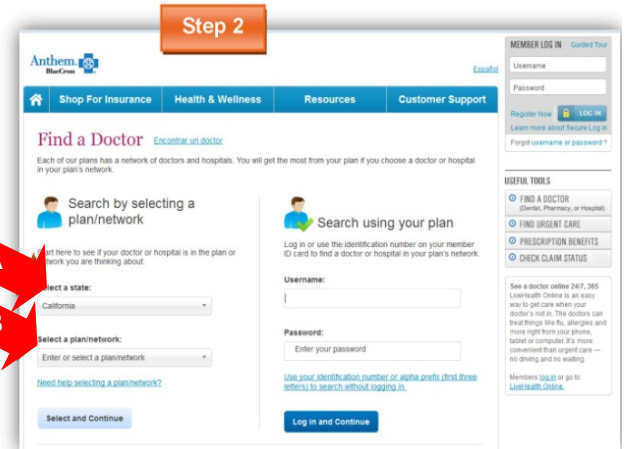 Step 2
Anthem.
BlueCross
Español
Shop For Insurance
Health & Wellness
Resources
Customer Support
Find a Doctor
Encontrar un doctor
Each of our plans has a network of doctors and hospitals. You will get the most from your plan if you choose a doctor or hospital
in your plan's network.
Search by selecting a
plan/network
here to see if your doctor or hospital is in the plan or
you are thinking about.
a state:
California
B
Select a plan/network:
Enter or select a plan/network
Need help selecting a plan/network?
Select and Continue
Search using your plan
Log in or use the identification number on your member
ID card to find a doctor or hospital in your plan's network.
Username:
Password:
Enter your password
Use your identification number or alpha prefix (first three
letters) to search without logging in.
Log in and Continue
MEMBER LOG IN
Guided Tour
Username
Password
Register Now
LOG IN
Learn more about Secure Log in
Forgot username or password?
USEFUL TOOLS
FIND A DOCTOR
(Dentist, Pharmacy, or Hospital)
FIND URGENT CARE
PRESCRIPTION BENEFITS
CHECK CLAIM STATUS
See a doctor online 24/7, 365
LiveHealth Online is an easy
way to get care when your
doctor's not in. The doctors can
treat things like flu, allergies and
more right from your phone,
tablet or computer. It's more
convenient than urgent care —
no driving and no waiting.
Members log in or go to
LiveHealth Online.